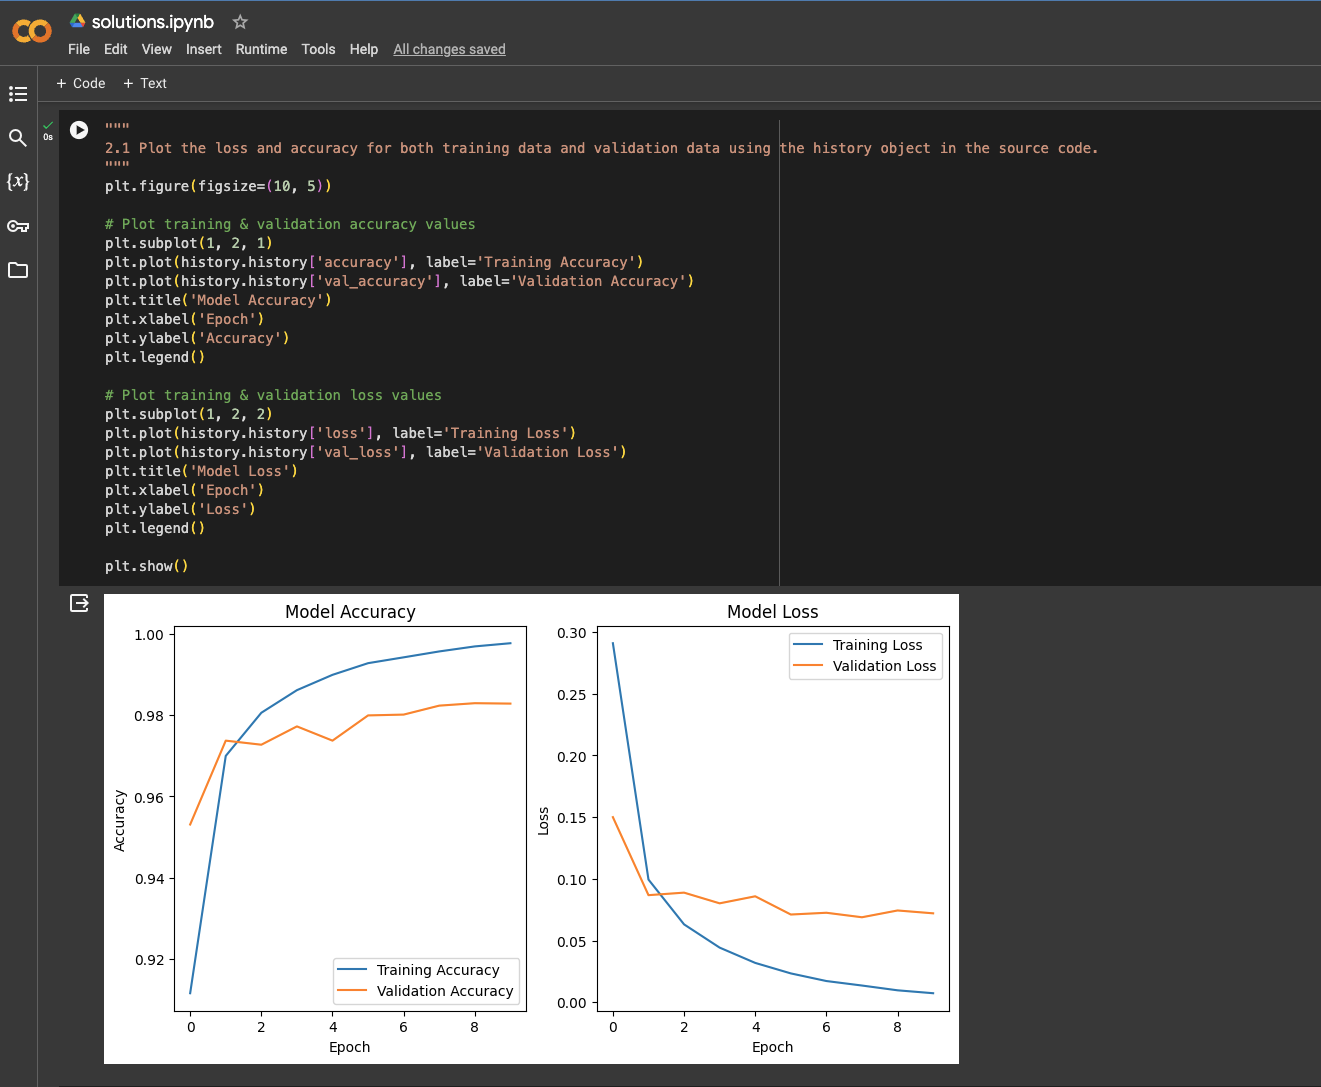 solutions.ipynb
File Edit View Insert Runtime Tools Help All changes saved
+ Code + Text
0s
{x}
"""
2.1 Plot the loss and accuracy for both training data and validation data using the history object in the source code.
"""
plt.figure(figsize=(10, 5))
# Plot training & validation accuracy values
plt.subplot(1, 2, 1)
plt.plot(history.history['accuracy'], label='Training Accuracy')
plt.plot(history.history['val_accuracy'], label='Validation Accuracy')
plt.title('Model Accuracy')
plt.xlabel('Epoch')
plt.ylabel('Accuracy')
plt.legend()
# Plot training & validation loss values
plt.subplot(1, 2, 2)
plt.plot(history.history['loss'], label='Training Loss')
plt.plot(history.history['val_loss'], label='Validation Loss')
plt.title('Model Loss')
plt.xlabel('Epoch')
plt.ylabel('Loss')
plt.legend()
plt.show()
Model Accuracy
1.00
0.98
0.96
0.94
0.92
Accuracy
Training Accuracy
Validation Accuracy
0 2 4 6 8
Epoch
Model Loss
0.30
0.25
0.20
0.15
0.10
0.05
0.00
Loss
Training Loss
Validation Loss
0 2 4 6 8
Epoch